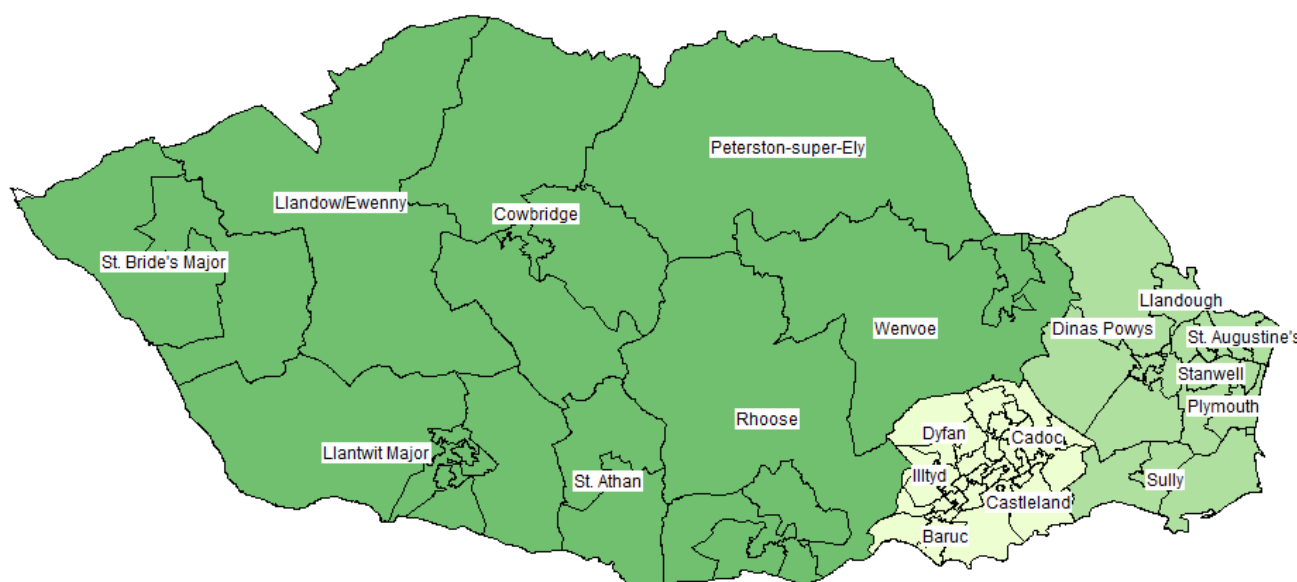 Peterston-super-Ely
Llandow/Ewenny
Cowbridge
St. Bride's Major
Llandough
Wenvoe
Dinas Powys
St. Augustine's
Stanwell
Plymouth
Rhoose
Dyfan
Cadoc
Llantwit Major
St. Athan
Illtyd
Sully
Castleland
Baruc